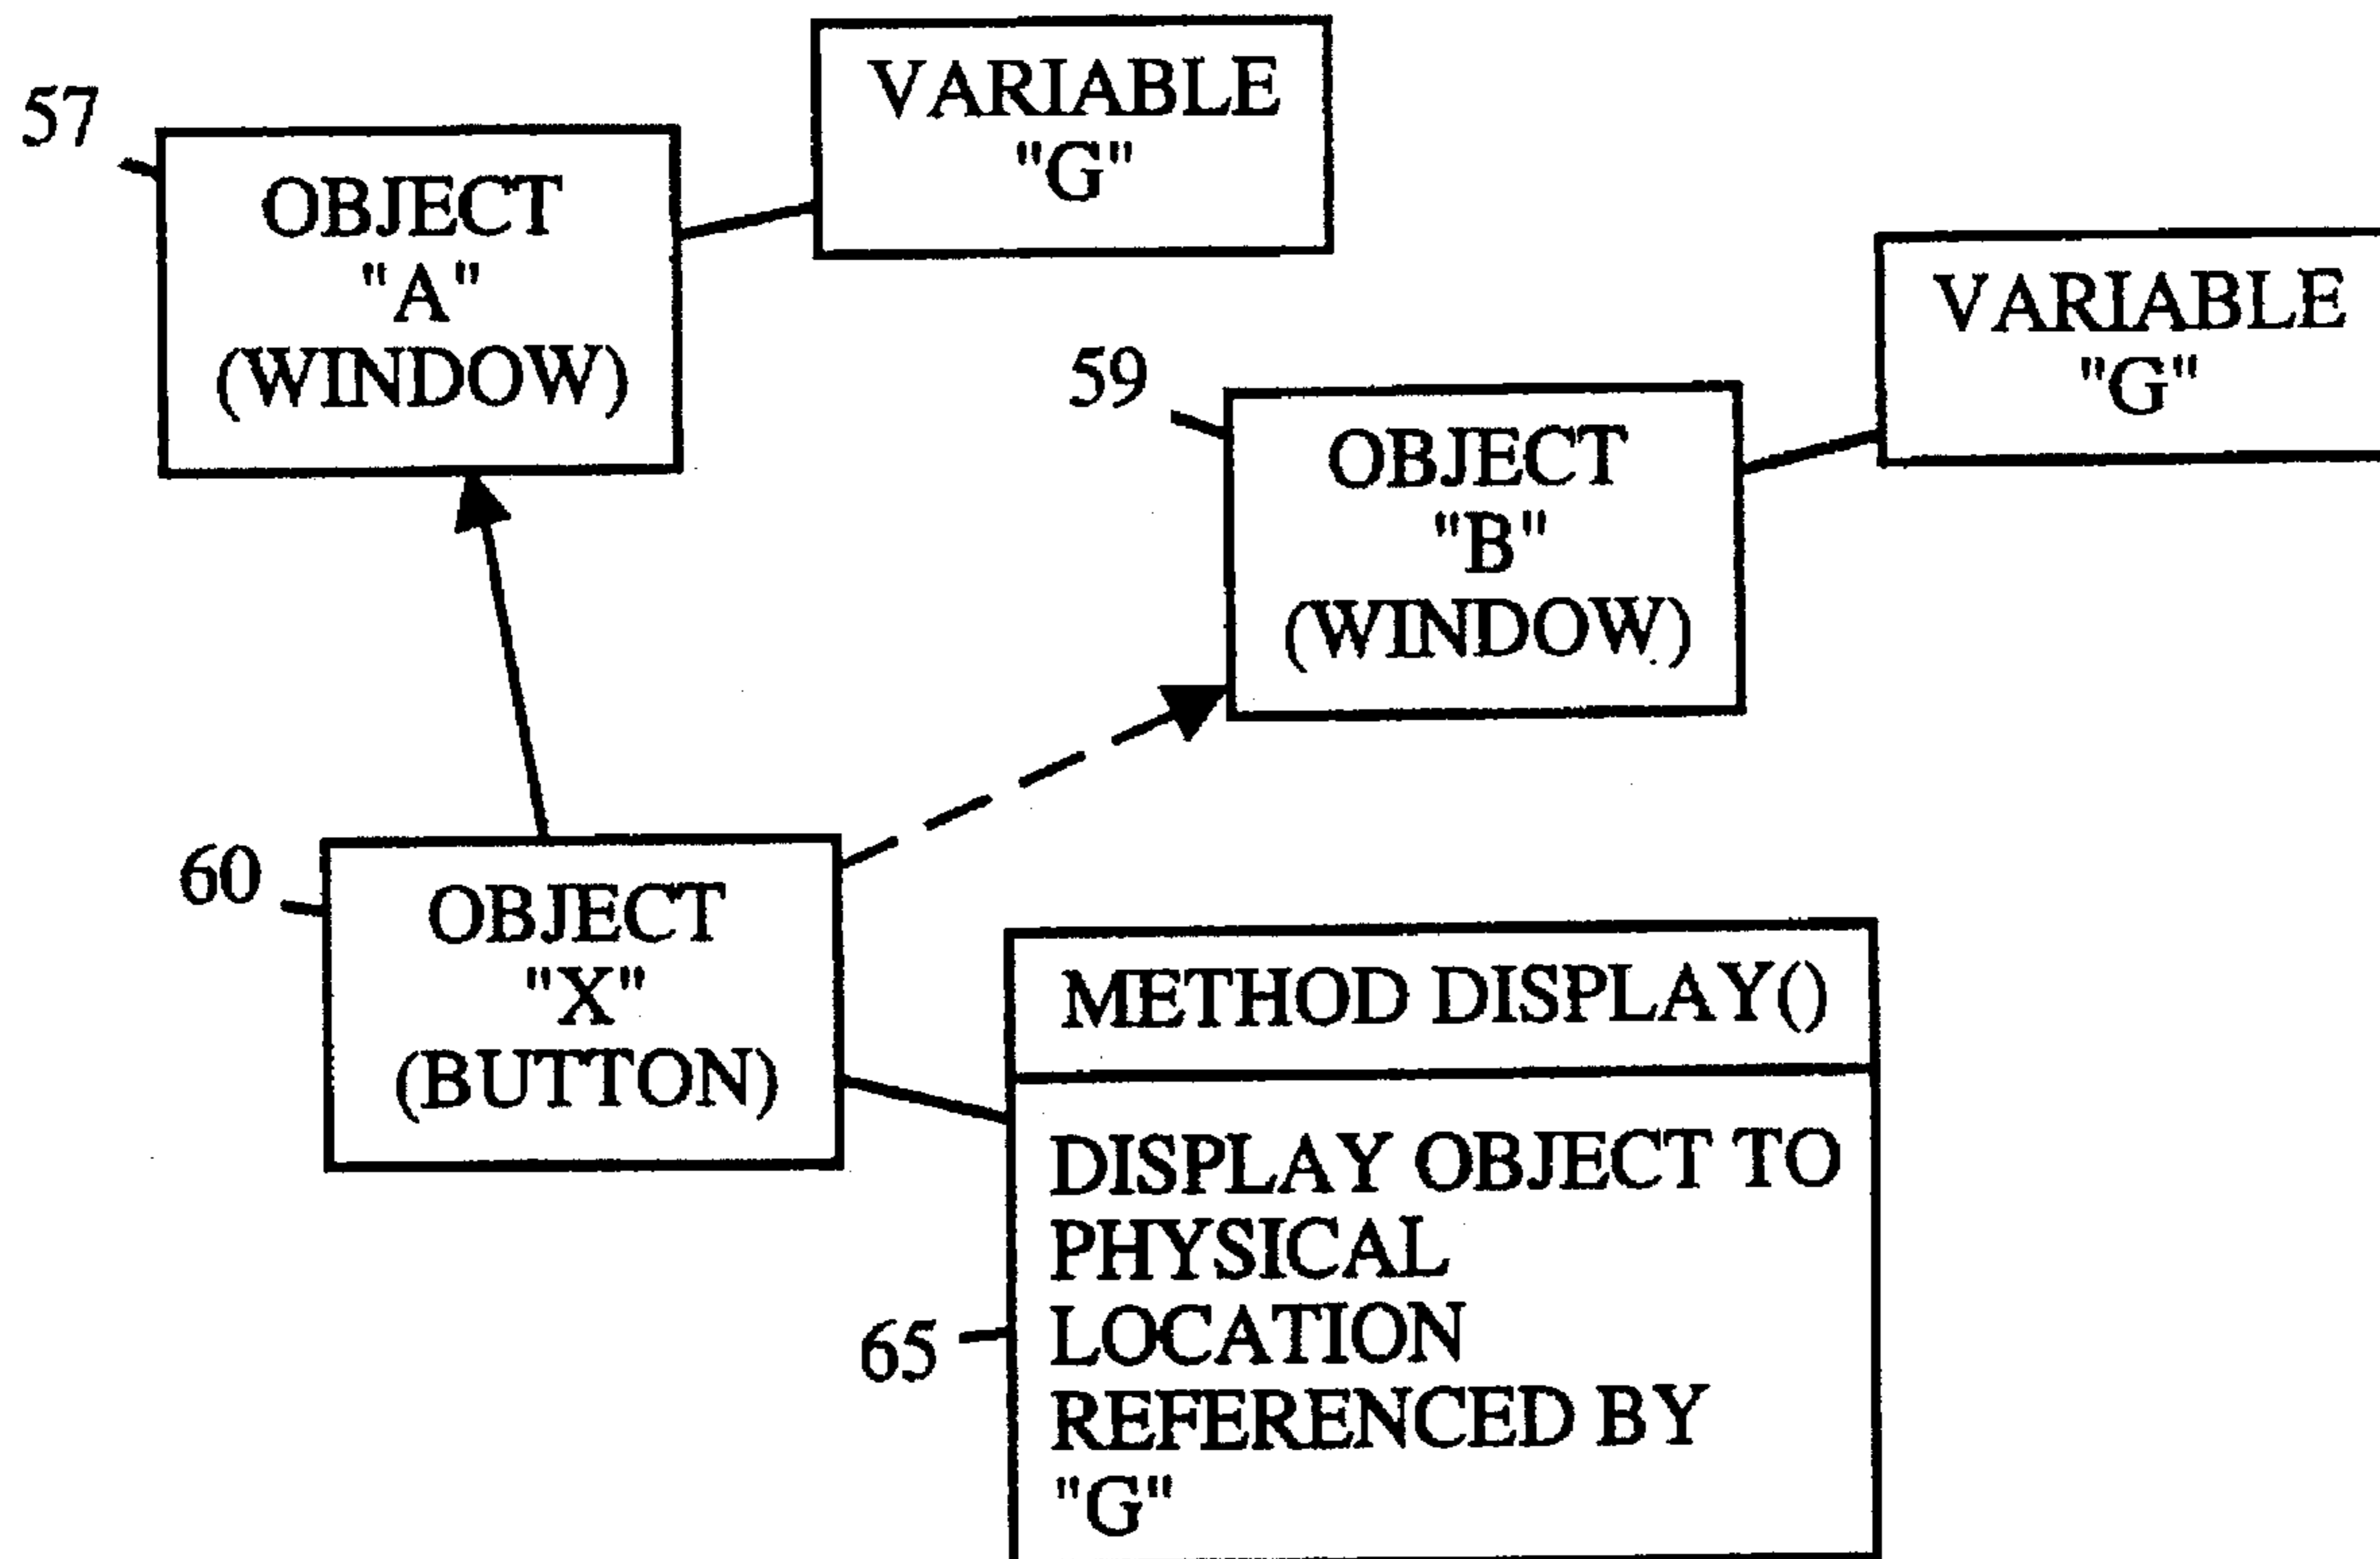 57
OBJECT
"A"
(WINDOW)
VARIABLE
"G"
59
OBJECT
"B"
(WINDOW)
VARIABLE
"G"
60
OBJECT
"X"
(BUTTON)
METHOD DISPLAY()
65
DISPLAY OBJECT TO
PHYSICAL
LOCATION
REFERENCED BY
"G"